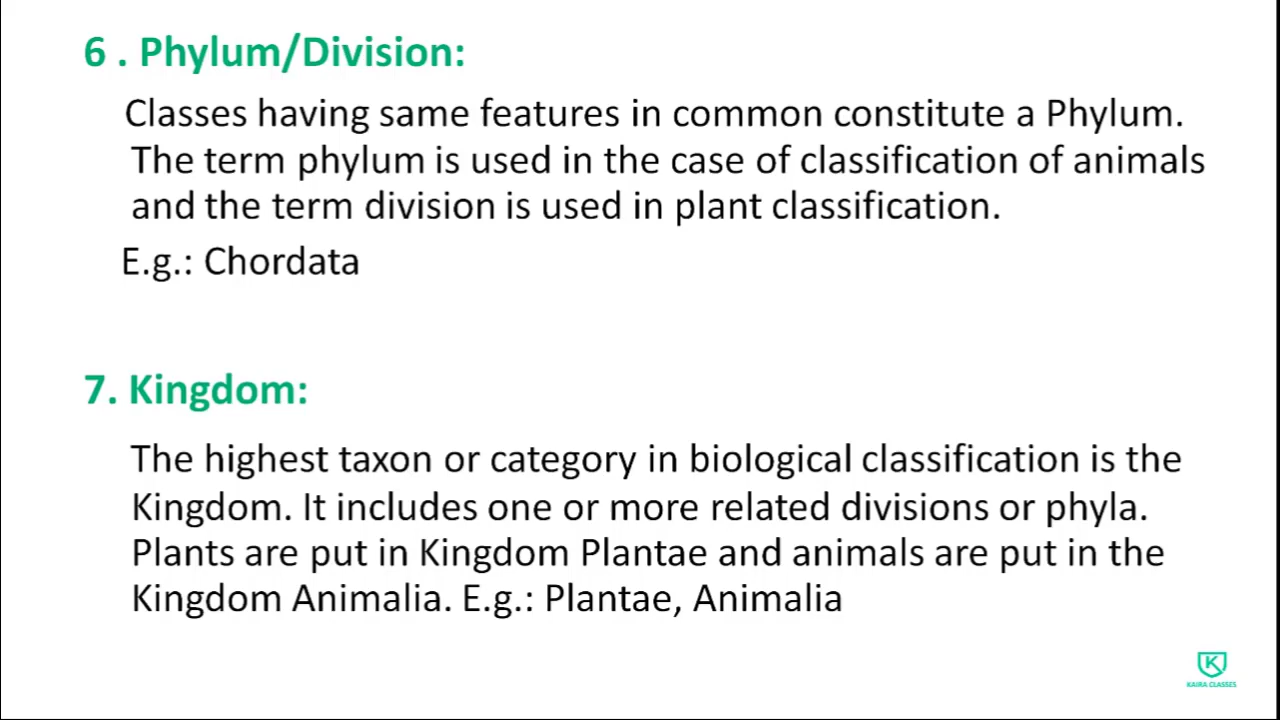 6 . Phylum/Division:
Classes having same features in common constitute a Phylum.
The term phylum is used in the case of classification of animals
and the term division is used in plant classification.
E.g.: Chordata
7. Kingdom:
The highest taxon or category in biological classification is the
Kingdom. It includes one or more related divisions or phyla.
Plants are put in Kingdom Plantae and animals are put in the
Kingdom Animalia. E.g.: Plantae, Animalia
K
KAIRA CLASSES